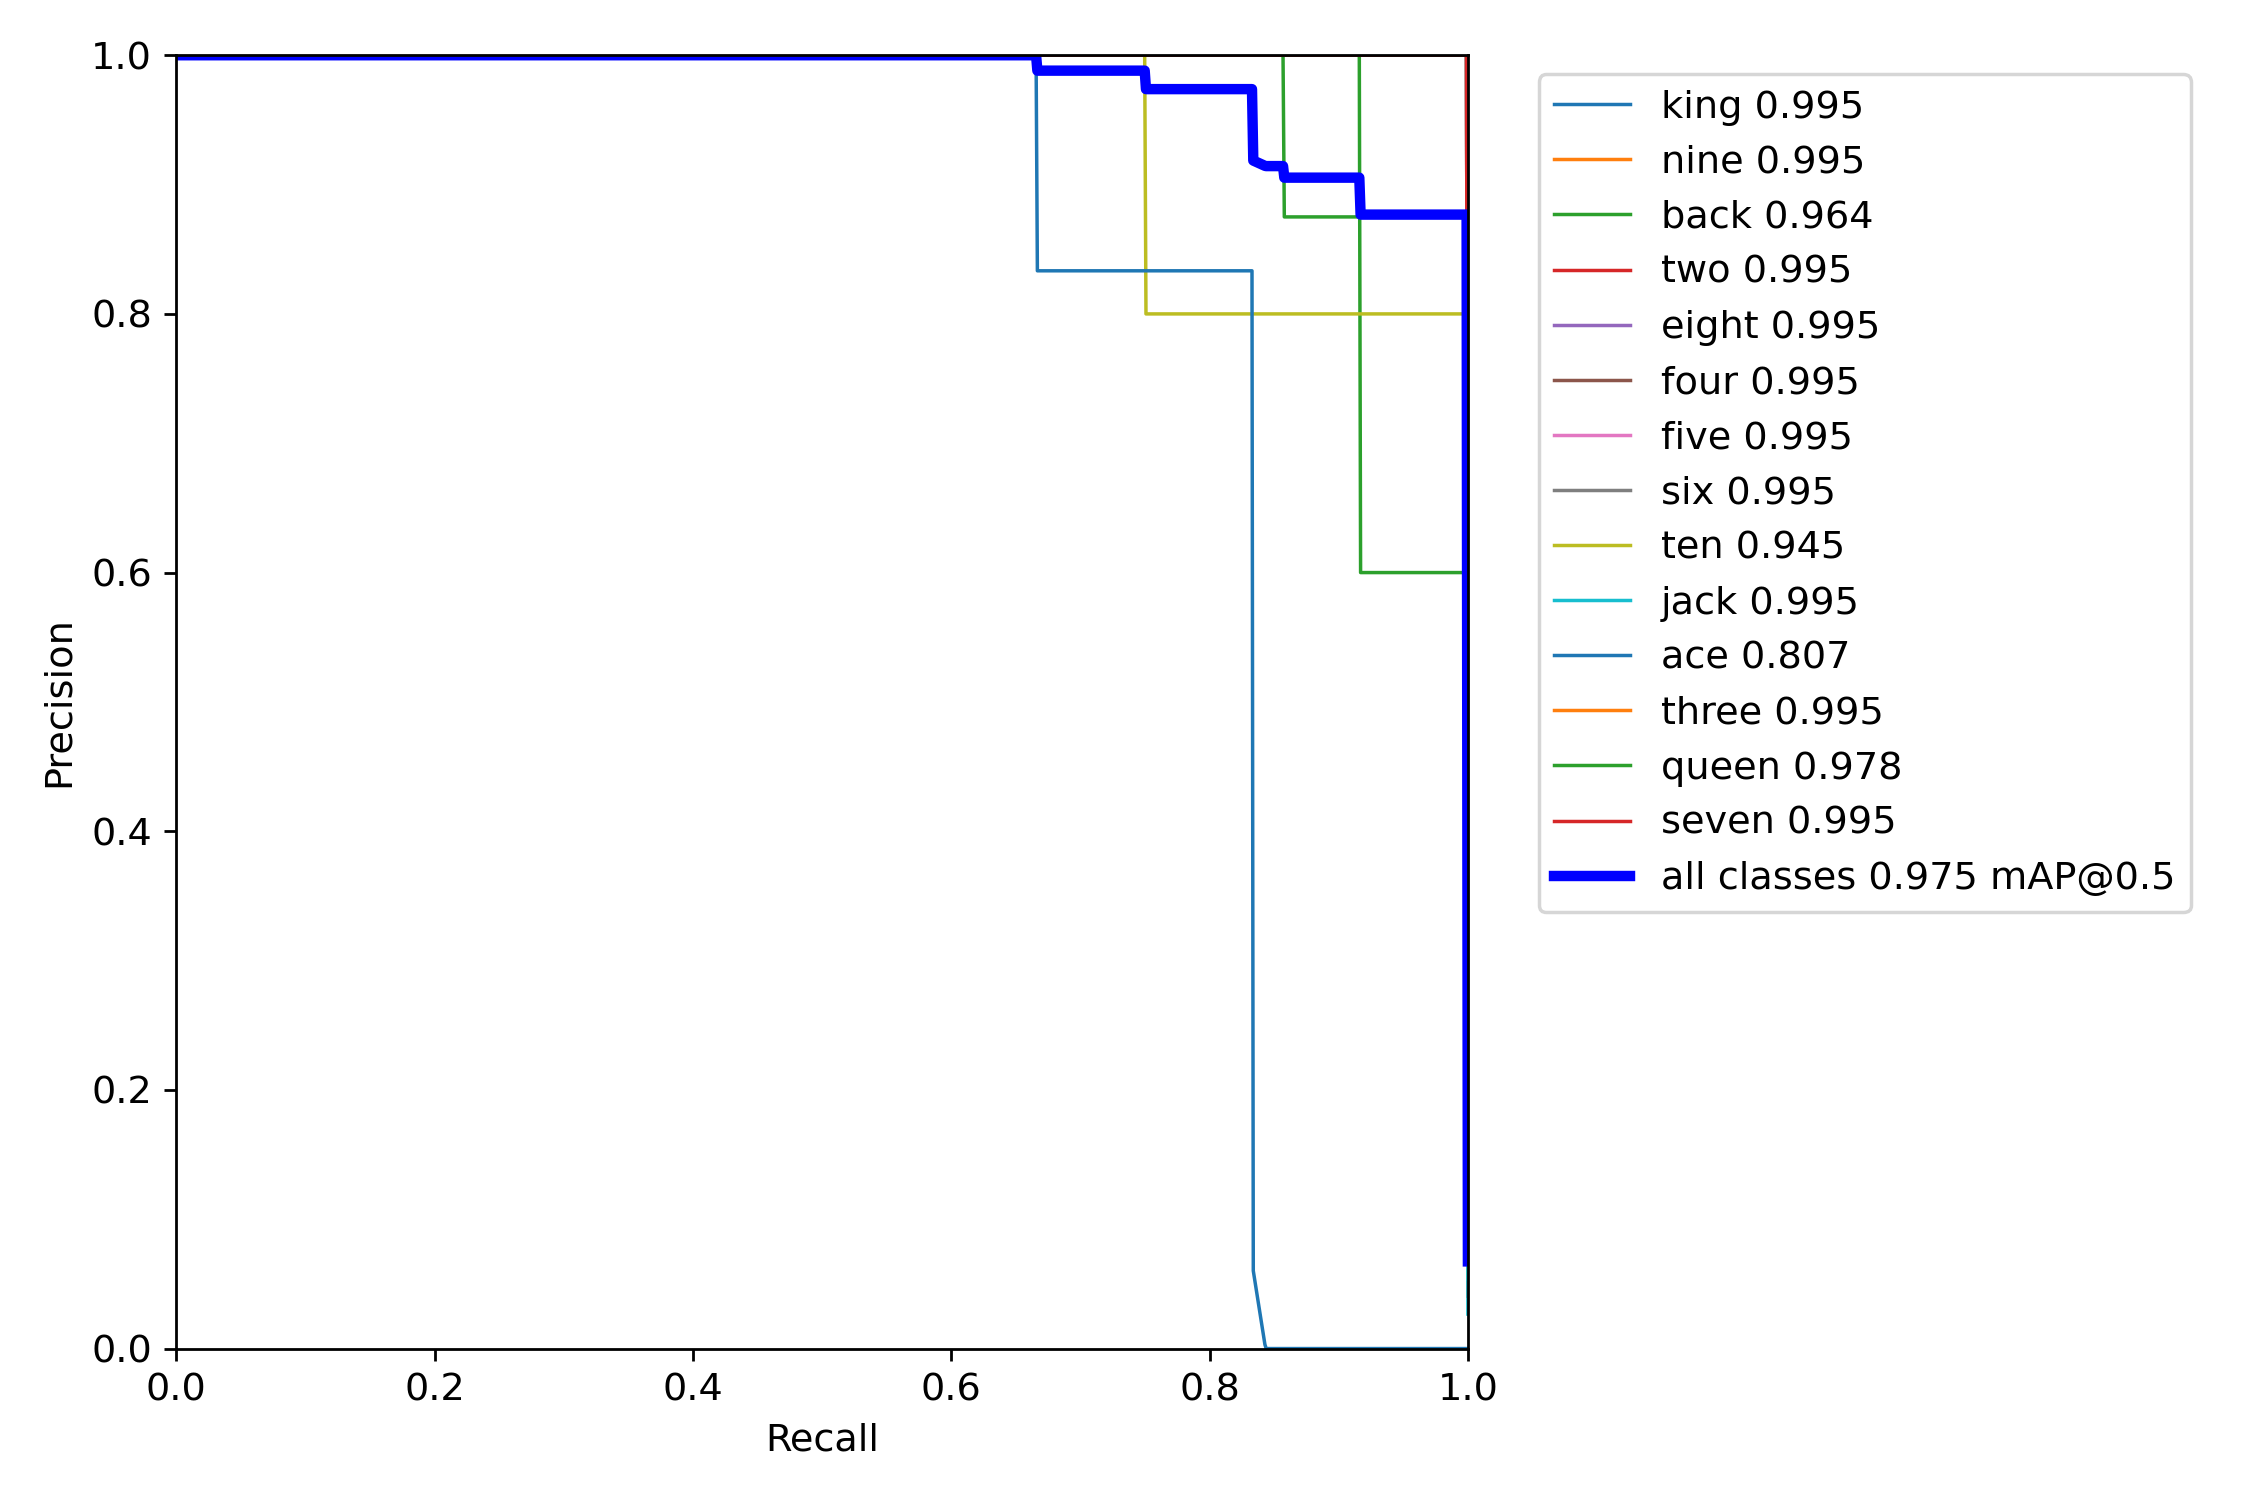 1.0
0.8
0.6
0.4
0.2
0.0
Precision
0.0 0.2 0.4 0.6 0.8 1.0
Recall
king 0.995
nine 0.995
back 0.964
two 0.995
eight 0.995
four 0.995
five 0.995
six 0.995
ten 0.945
jack 0.995
ace 0.807
three 0.995
queen 0.978
seven 0.995
all classes 0.975 mAP@0.5